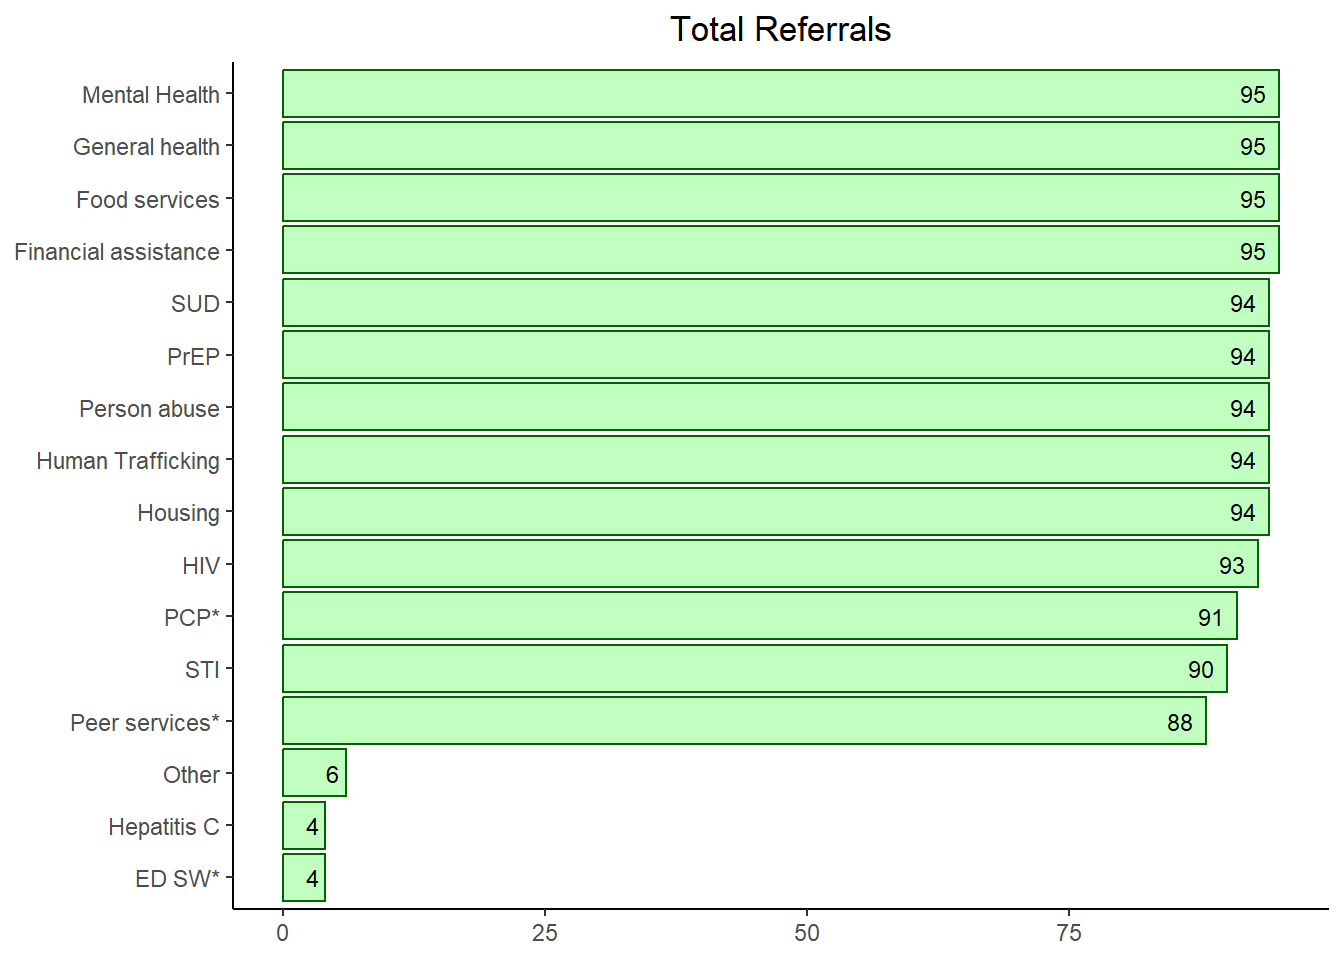 Total Referrals
Mental Health 95
General health 95
Food services 95
Financial assistance 95
SUD 94
PrEP 94
Person abuse 94
Human Trafficking 94
Housing 94
HIV 93
PCP* 91
STI 90
Peer services* 88
Other 6
Hepatitis C 4
ED SW* 4
0 25 50 75